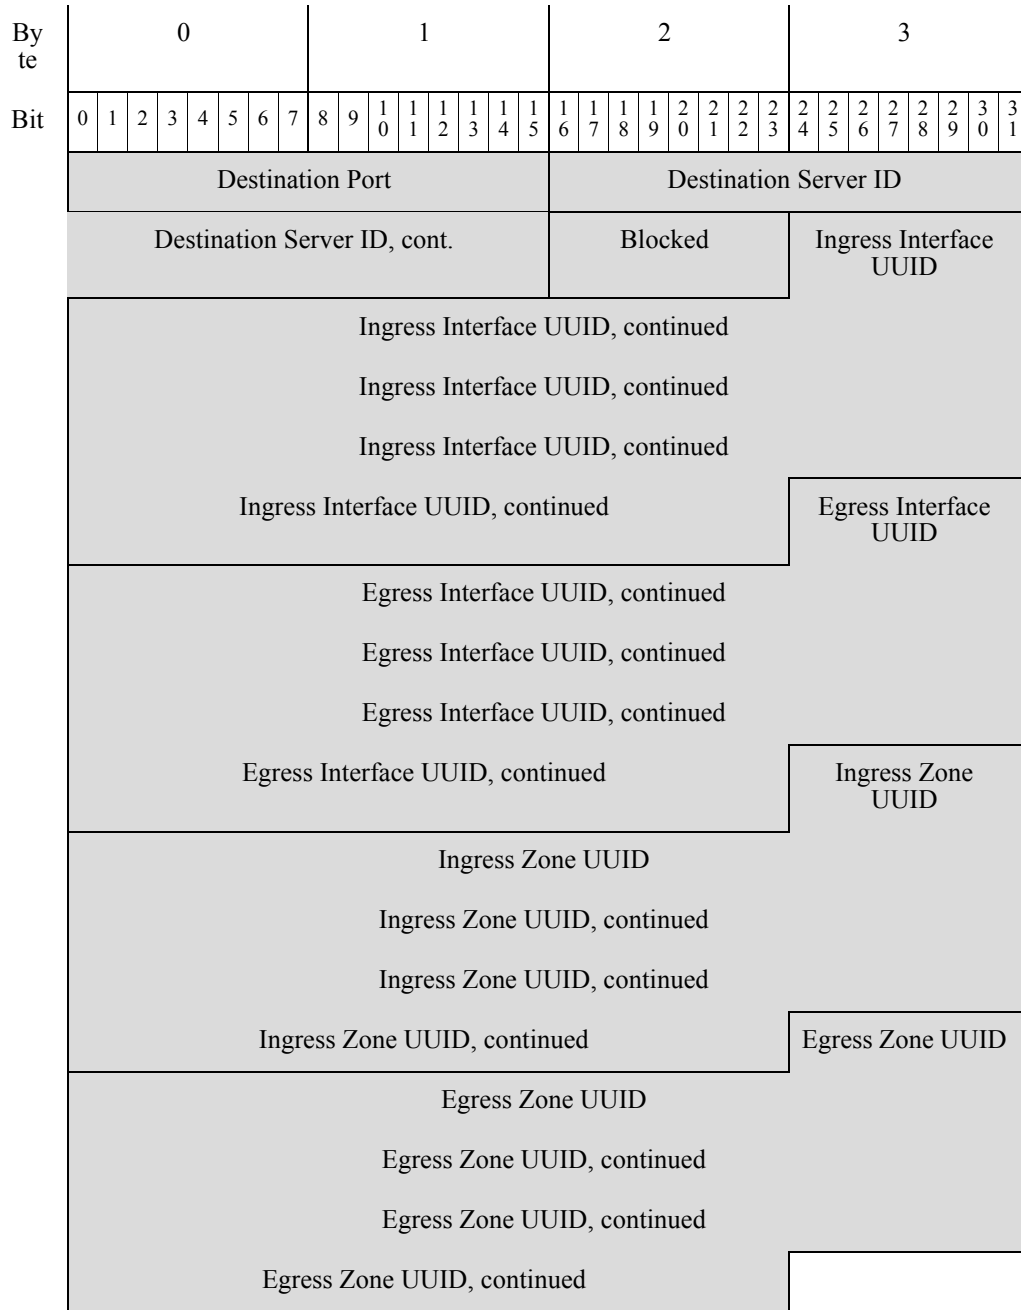 By
te
0 1 2 3
Bit 0 1 2 3 4 5 6 7 8 9 10 11 12 13 14 15 16 17 18 19 20 21 22 23 24 25 26 27 28 29 30 31
Destination Port Destination Server ID
Destination Server ID, cont. Blocked Ingress Interface
UUID
Ingress Interface UUID, continued
Ingress Interface UUID, continued
Ingress Interface UUID, continued
Ingress Interface UUID, continued Egress Interface
UUID
Egress Interface UUID, continued
Egress Interface UUID, continued
Egress Interface UUID, continued
Egress Interface UUID, continued Ingress Zone
UUID
Ingress Zone UUID
Ingress Zone UUID, continued
Ingress Zone UUID, continued
Ingress Zone UUID, continued Egress Zone UUID
Egress Zone UUID
Egress Zone UUID, continued
Egress Zone UUID, continued
Egress Zone UUID, continued